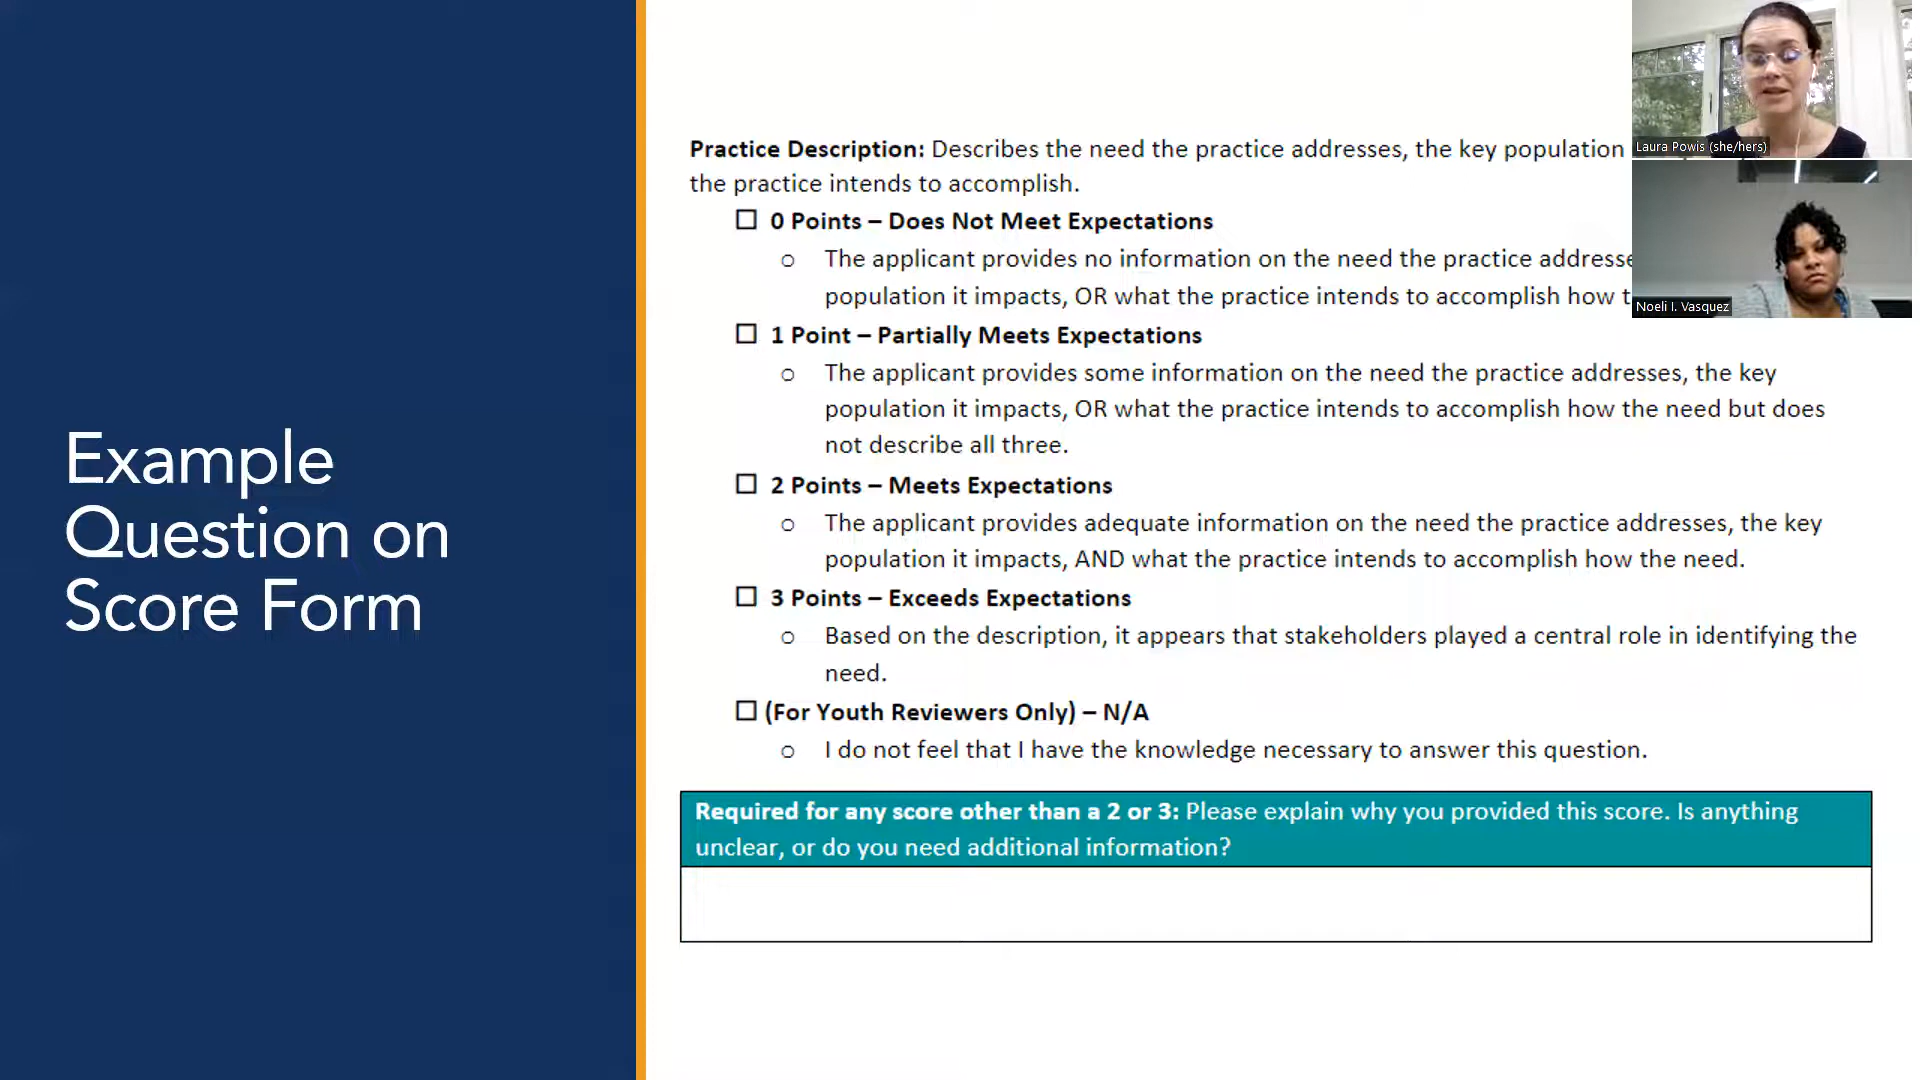 Example
Question on
Score Form
Practice Description: Describes the need the practice addresses, the key population
the practice intends to accomplish.
☐ 0 Points – Does Not Meet Expectations
o The applicant provides no information on the need the practice addresse
population it impacts, OR what the practice intends to accomplish how t
☐ 1 Point – Partially Meets Expectations
o The applicant provides some information on the need the practice addresses, the key
population it impacts, OR what the practice intends to accomplish how the need but does
not describe all three.
☐ 2 Points – Meets Expectations
o The applicant provides adequate information on the need the practice addresses, the key
population it impacts, AND what the practice intends to accomplish how the need.
☐ 3 Points – Exceeds Expectations
o Based on the description, it appears that stakeholders played a central role in identifying the
need.
☐ (For Youth Reviewers Only) – N/A
o I do not feel that I have the knowledge necessary to answer this question.
Required for any score other than a 2 or 3: Please explain why you provided this score. Is anything
unclear, or do you need additional information?
Laura Powis (she/hers)
Noeli I. Vasquez